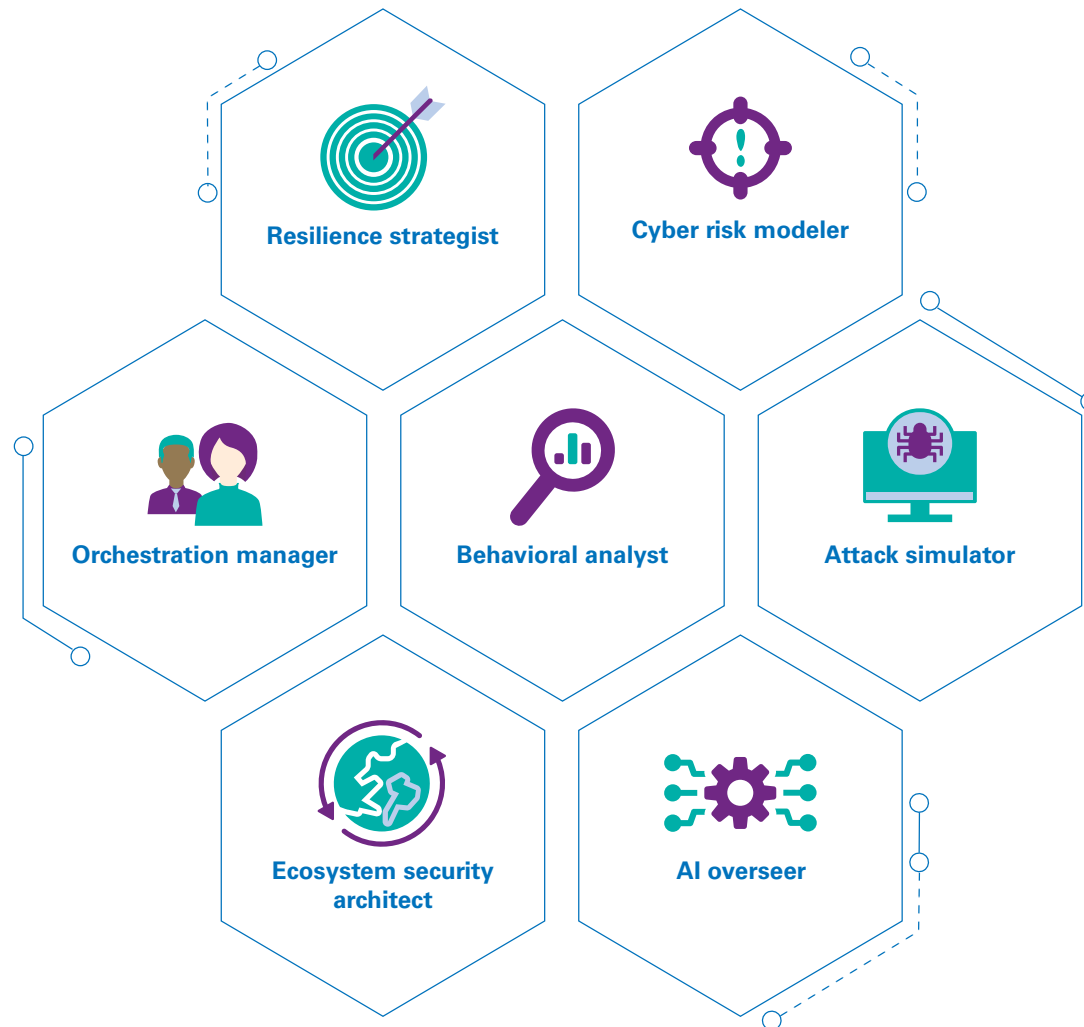 Resilience strategist
Cyber risk modeler
Orchestration manager
Behavioral analyst
Attack simulator
Ecosystem security
architect
AI overseer